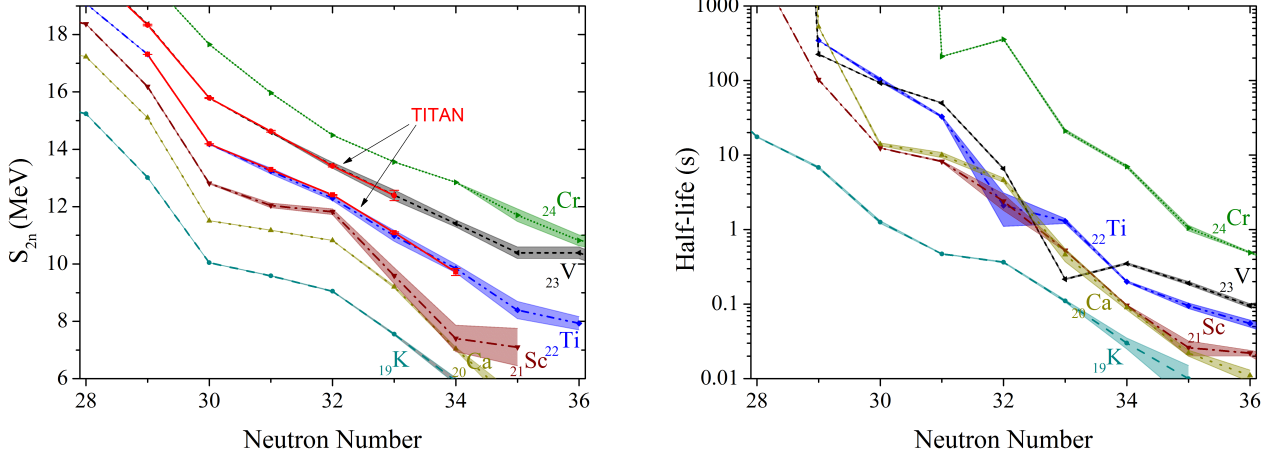 18
16
14
12
10
8
6
S2n (MeV)
28
30
32
34
36
Neutron Number
TITAN
24Cr
23V
22Ti
21Sc
20Ca
19K
1000
100
10
1
0.1
0.01
Half-life (s)
28
30
32
34
36
Neutron Number
22Ti
24Cr
23V
20Ca
21Sc
19K